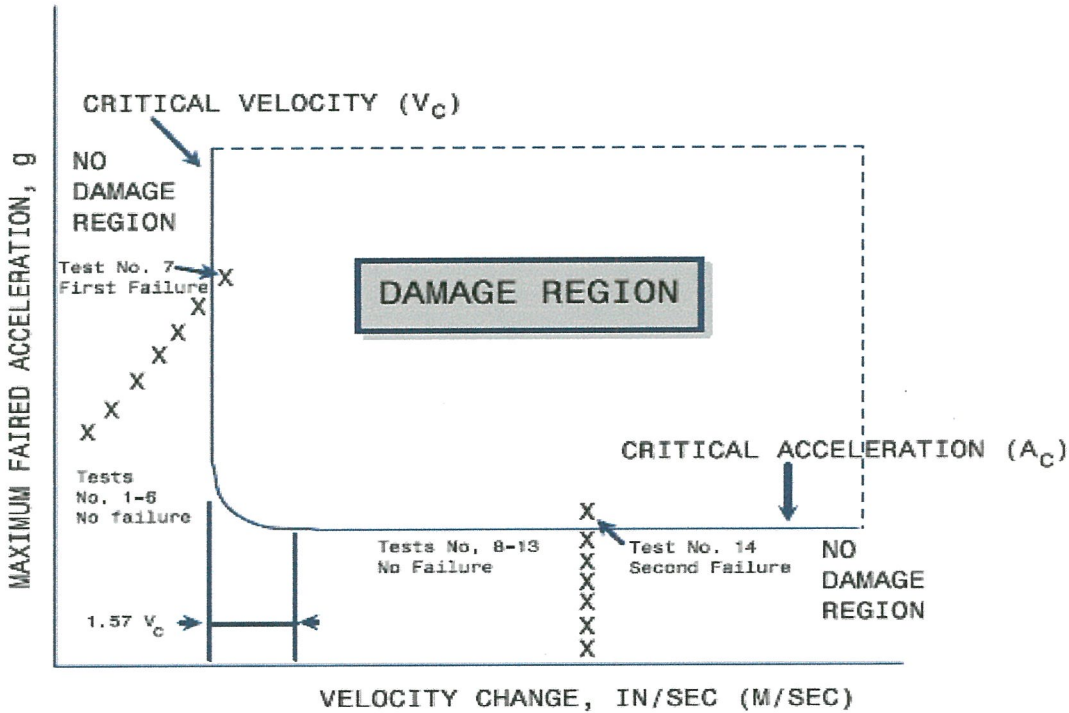 CRITICAL VELOCITY (VC)
NO
DAMAGE
REGION
Test No. 7
First Failure
X
X
X
X
X
X
X
DAMAGE REGION
CRITICAL ACCELERATION (AC)
Tests
No. 1-6
No failure
Tests No, 8-13
No Failure
X
X
X
X
X
X
X
Test No. 14
Second Failure
NO
DAMAGE
REGION
1.57 VC
MAXIMUM FAIRED ACCELERATION, g
VELOCITY CHANGE, IN/SEC (M/SEC)